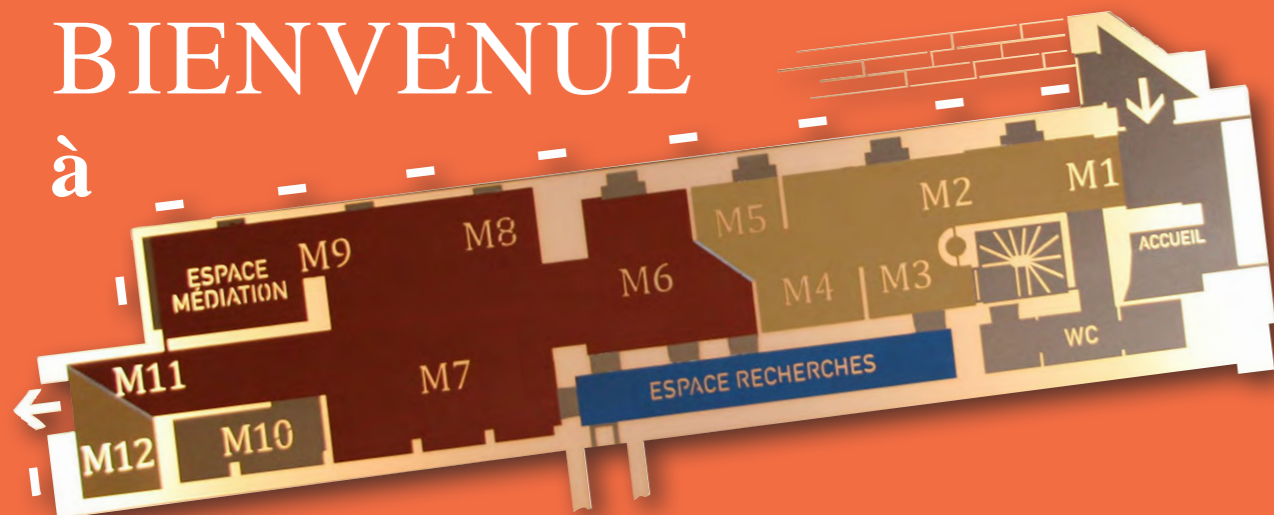 BIENVENUE
à
M1
M2
M5
M8
M9
ESPACE
MÉDIATION
M6
M4
M3
ACCUEIL
WC
ESPACE RECHERCHES
M7
M11
M10
M12